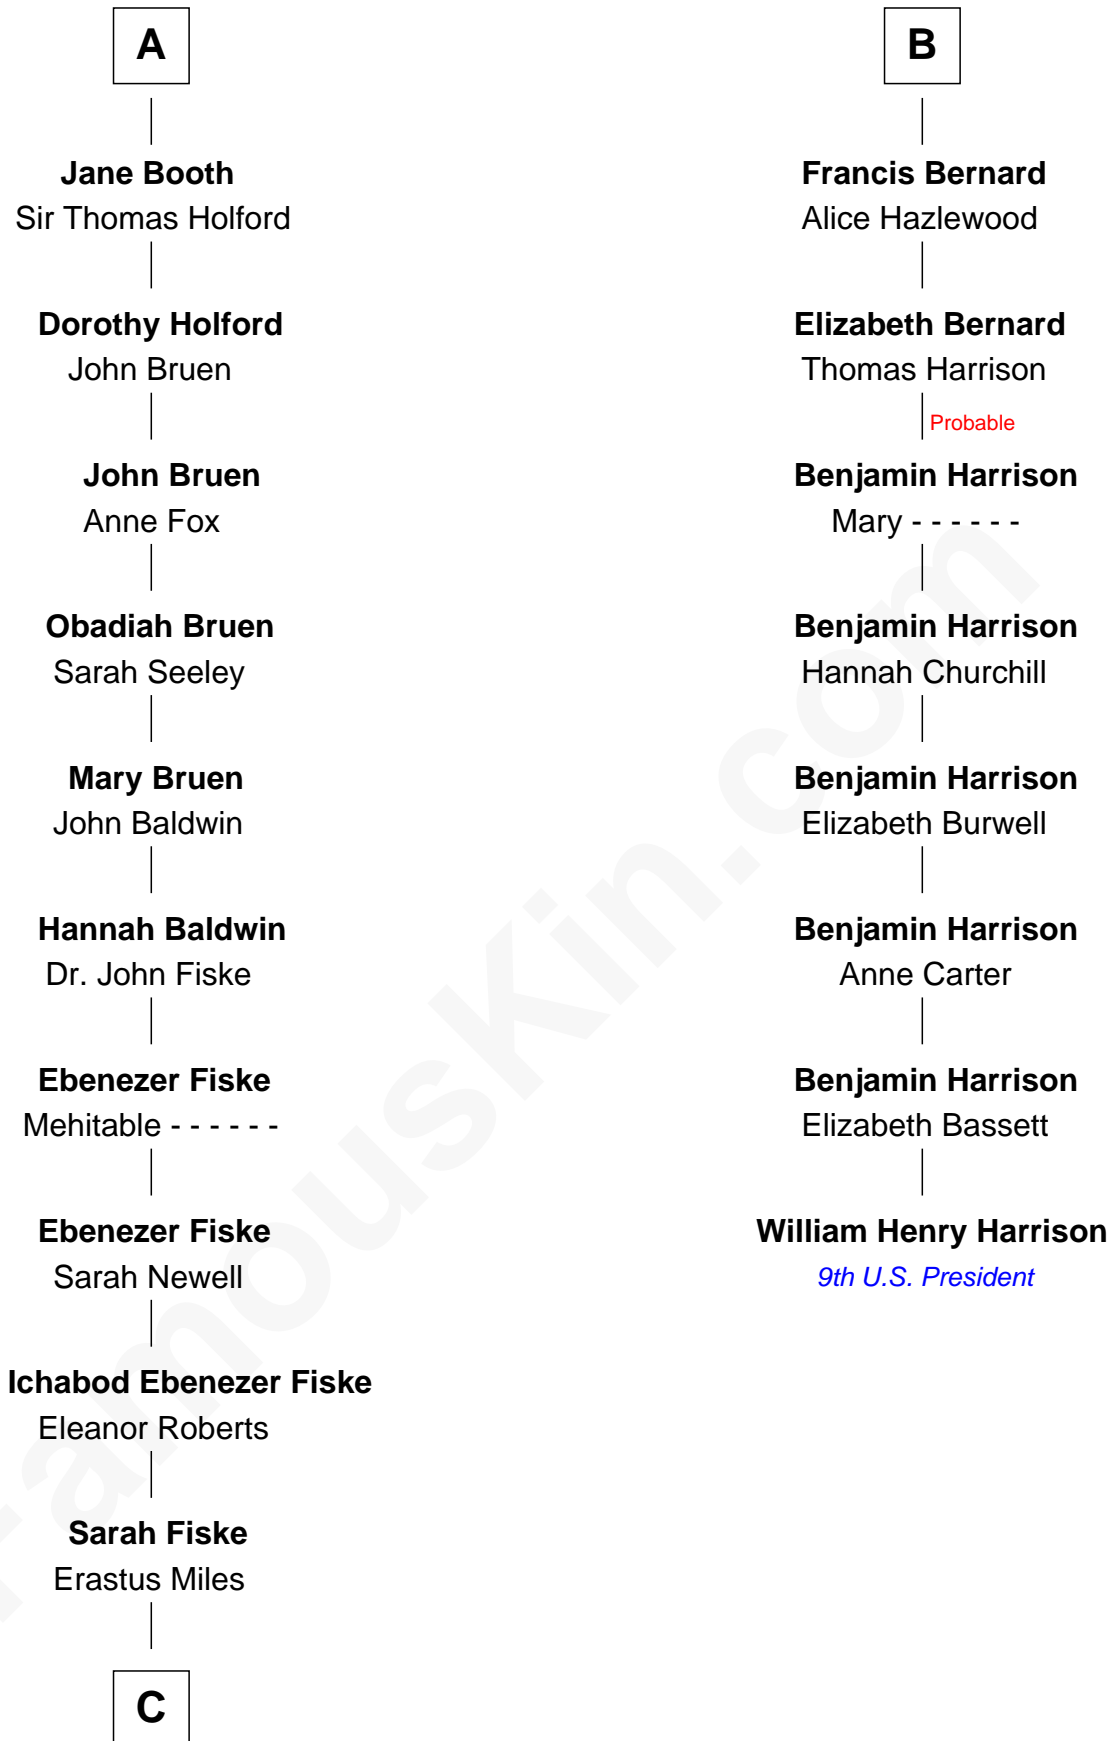 A
Jane Booth
Sir Thomas Holford
Dorothy Holford
John Bruen
John Bruen
Anne Fox
Obadiah Bruen
Sarah Seeley
Mary Bruen
John Baldwin
Hannah Baldwin
Dr. John Fiske
Ebenezer Fiske
Mehitable - - - - - -
Ebenezer Fiske
Sarah Newell
Ichabod Ebenezer Fiske
Eleanor Roberts
Sarah Fiske
Erastus Miles
C
B
Francis Bernard
Alice Hazlewood
Elizabeth Bernard
Thomas Harrison
Probable
Benjamin Harrison
Mary - - - - - -
Benjamin Harrison
Hannah Churchill
Benjamin Harrison
Elizabeth Burwell
Benjamin Harrison
Anne Carter
Benjamin Harrison
Elizabeth Bassett
William Henry Harrison
9th U.S. President
FamousKin.com